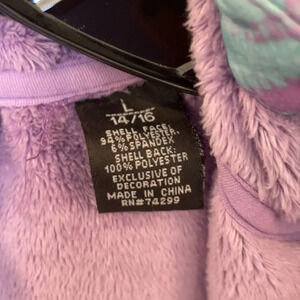 L
14/16
SHELL FACE:
94% POLYESTER,
6% SPANDEX
SHELL BACK:
100% POLYESTER
EXCLUSIVE OF
DECORATION
MADE IN CHINA
RN#74299